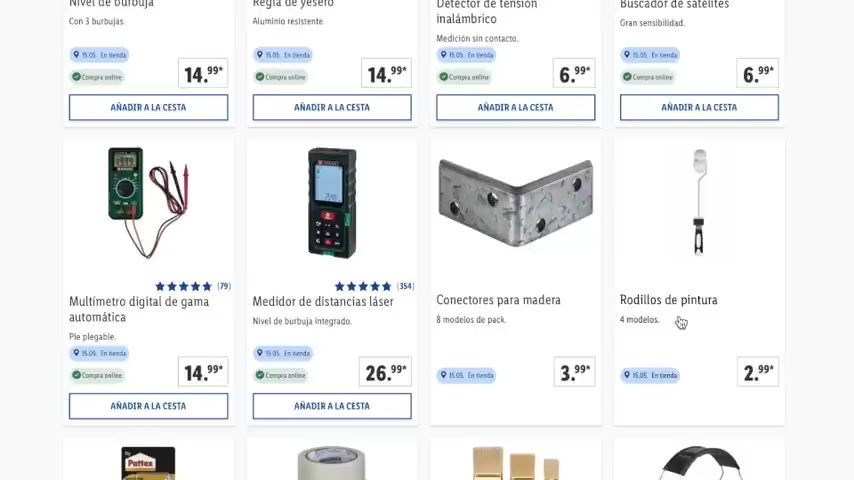 Nivel de burbuja
Con 3 burbujas.
15.05. En tienda
Compra online
14.99*
AÑADIR A LA CESTA
Regla de yesero
Aluminio resistente.
15.05. En tienda
Compra online
14.99*
AÑADIR A LA CESTA
Detector de tensión
inalámbrico
Medición sin contacto.
15.05. En tienda
Compra online
6.99*
AÑADIR A LA CESTA
Buscador de satélites
Gran sensibilidad.
15.05. En tienda
Compra online
6.99*
AÑADIR A LA CESTA
(79)
Multímetro digital de gama
automática
Pie plegable.
15.05. En tienda
Compra online
14.99*
AÑADIR A LA CESTA
(354)
Medidor de distancias láser
Nivel de burbuja integrado.
15.05. En tienda
Compra online
26.99*
AÑADIR A LA CESTA
Conectores para madera
8 modelos de pack.
15.05. En tienda
3.99*
Rodillos de pintura
4 modelos.
15.05. En tienda
2.99*
Pattex